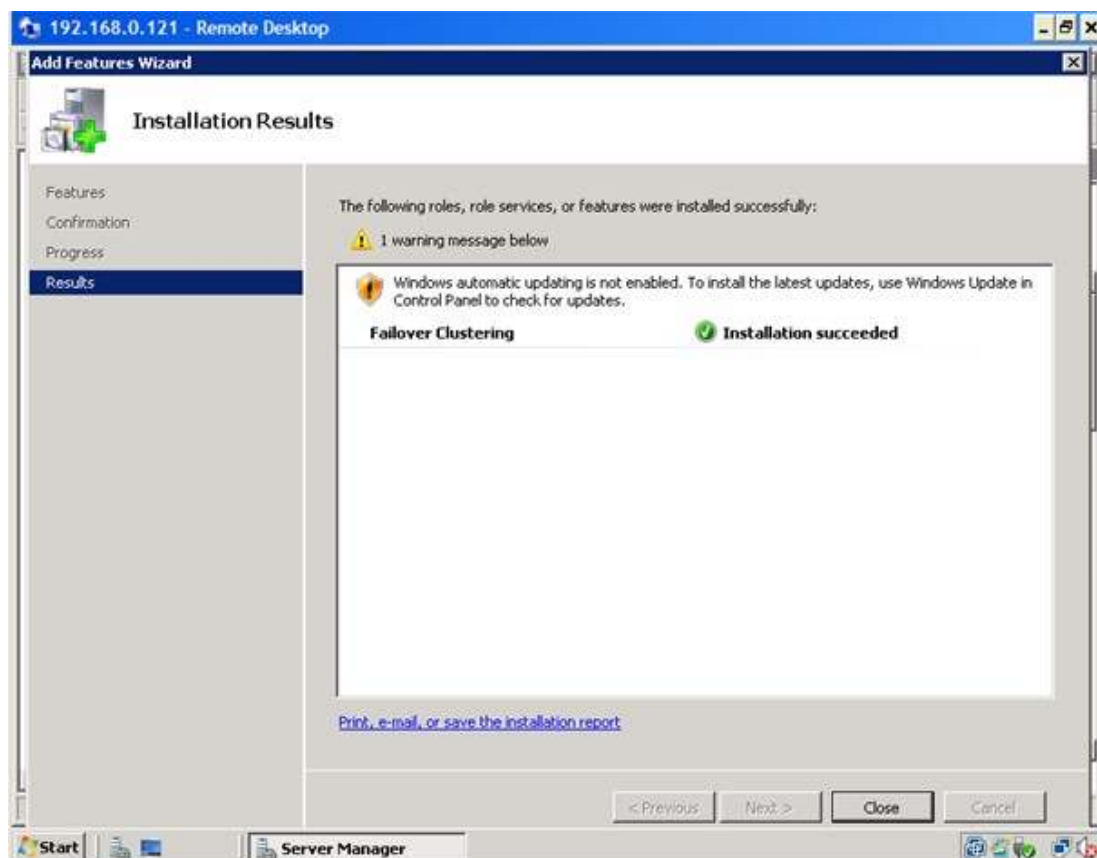 192.168.0.121 - Remote Desktop
Add Features Wizard
Installation Results
Features
Confirmation
Progress
Results
The following roles, role services, or features were installed successfully:
1 warning message below
Windows automatic updating is not enabled. To install the latest updates, use Windows Update in
Control Panel to check for updates.
Failover Clustering
Installation succeeded
Print, e-mail, or save the installation report
< Previous
Next >
Close
Cancel
Start
Server Manager